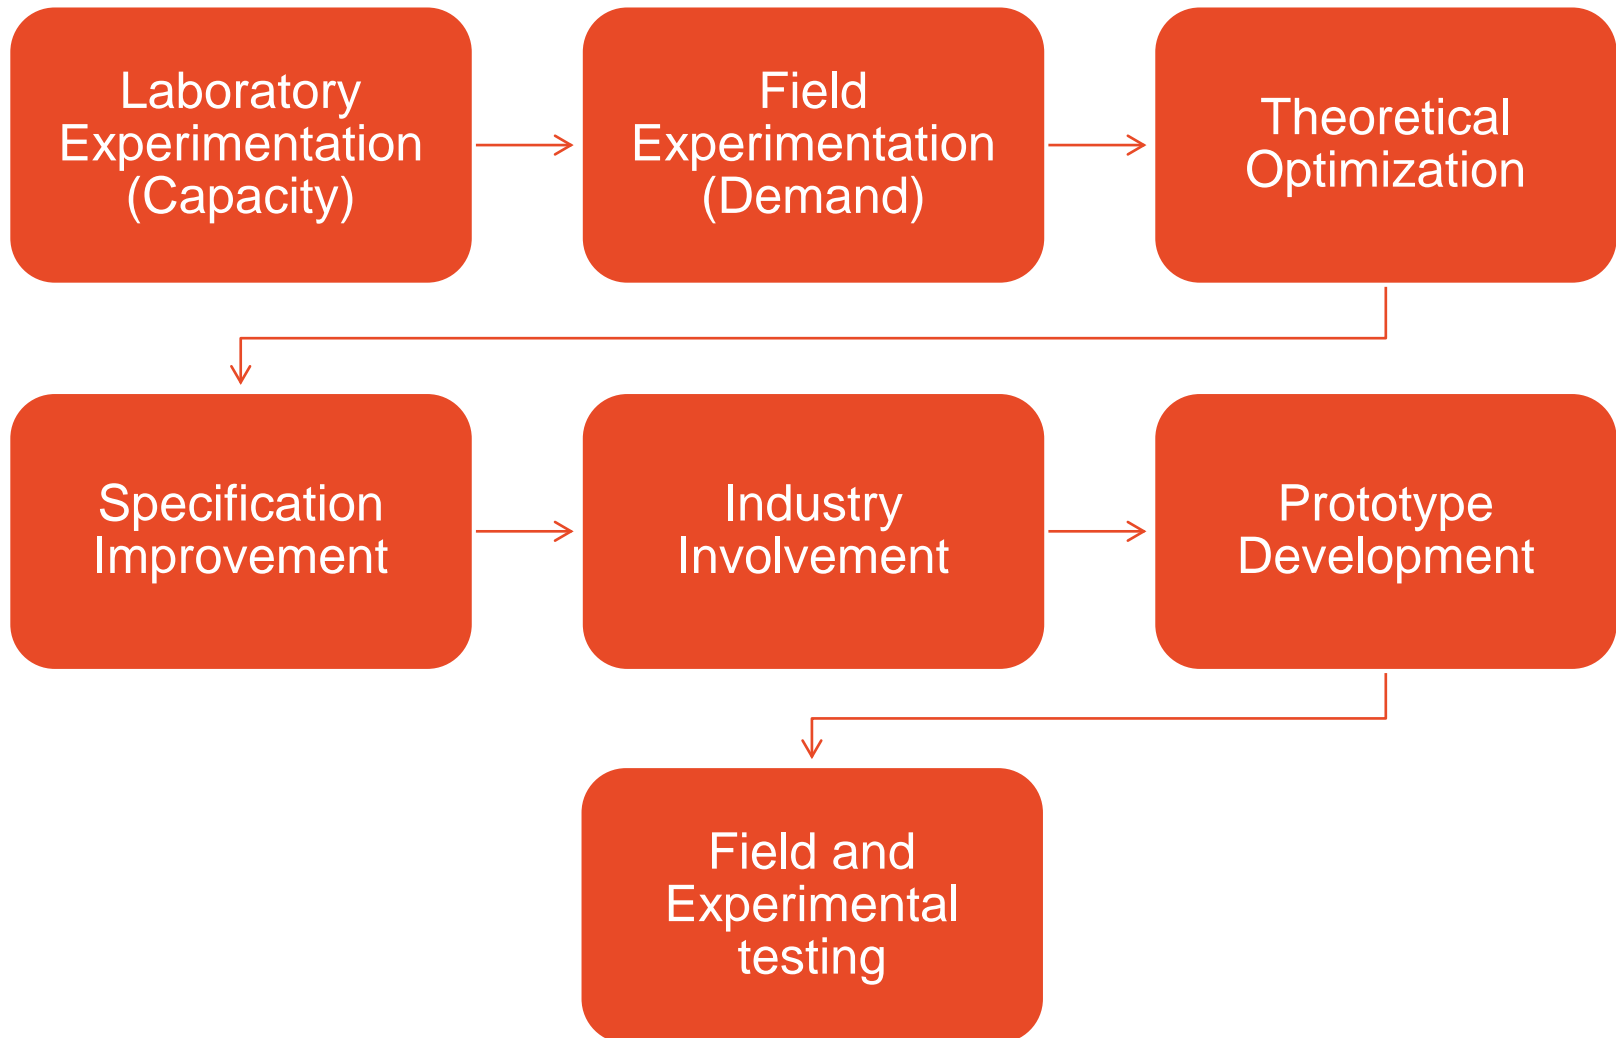 Laboratory
Experimentation
(Capacity)
Field
Experimentation
(Demand)
Theoretical
Optimization
Specification
Improvement
Industry
Involvement
Prototype
Development
Field and
Experimental
testing